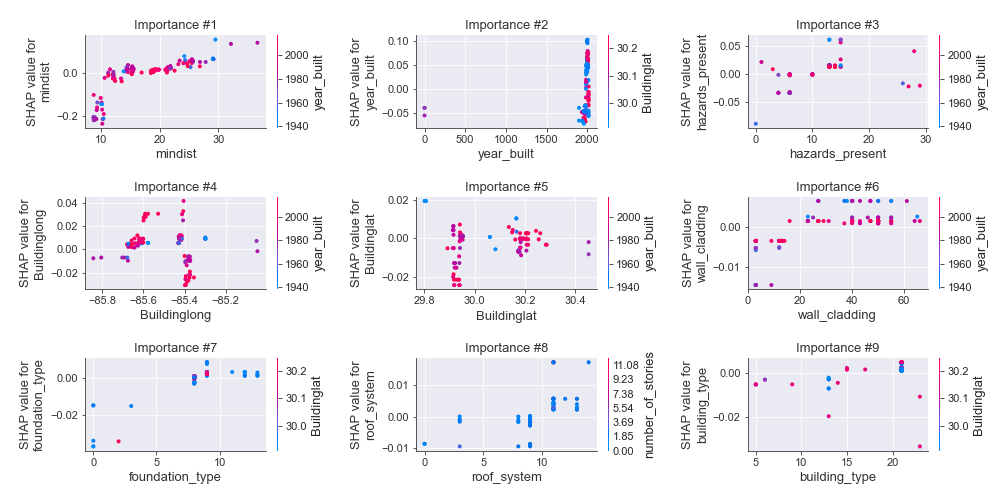 Importance #1
SHAP value for
mindist
0.0
−0.2
10
20
30
mindist
2000
1980
1960
1940
year_built
Importance #2
SHAP value for
year_built
0.10
0.05
0.00
−0.05
0
500
1000
1500
2000
year_built
30.2
30.1
30.0
Buildinglat
Importance #3
SHAP value for
hazards_present
0.05
0.00
−0.05
0
10
20
30
hazards_present
2000
1980
1960
1940
year_built
Importance #4
SHAP value for
Buildinglong
0.04
0.02
0.00
−0.02
−85.8
−85.6
−85.4
−85.2
Buildinglong
2000
1980
1960
1940
year_built
Importance #5
SHAP value for
Buildinglat
0.02
0.00
−0.02
29.8
30.0
30.2
30.4
Buildinglat
2000
1980
1960
1940
year_built
Importance #6
SHAP value for
wall_cladding
0.00
−0.01
0
20
40
60
wall_cladding
2000
1980
1960
1940
year_built
Importance #7
SHAP value for
foundation_type
0.00
−0.02
0
5
10
foundation_type
30.2
30.1
30.0
Buildinglat
Importance #8
SHAP value for
roof_system
0.01
0.00
−0.01
0
5
10
roof_system
11.08
9.23
7.38
5.54
3.69
1.85
0.00
number_of_stories
Importance #9
SHAP value for
building_type
0.00
−0.02
5
10
15
20
building_type
30.2
30.1
30.0
Buildinglat